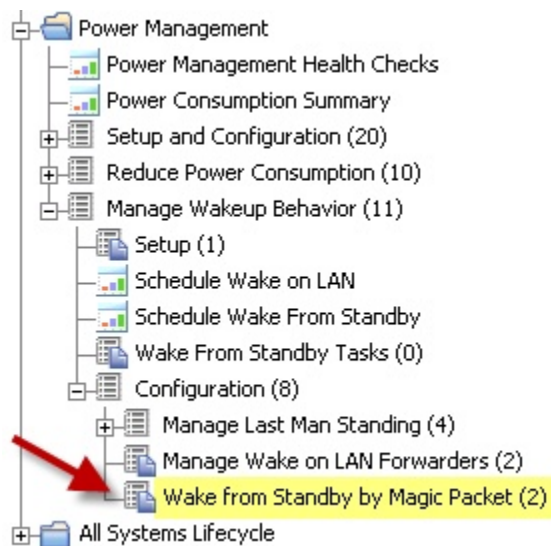 Power Management
Power Management Health Checks
Power Consumption Summary
Setup and Configuration (20)
Reduce Power Consumption (10)
Manage Wakeup Behavior (11)
Setup (1)
Schedule Wake on LAN
Schedule Wake From Standby
Wake From Standby Tasks (0)
Configuration (8)
Manage Last Man Standing (4)
Manage Wake on LAN Forwarders (2)
Wake from Standby by Magic Packet (2)
All Systems Lifecycle